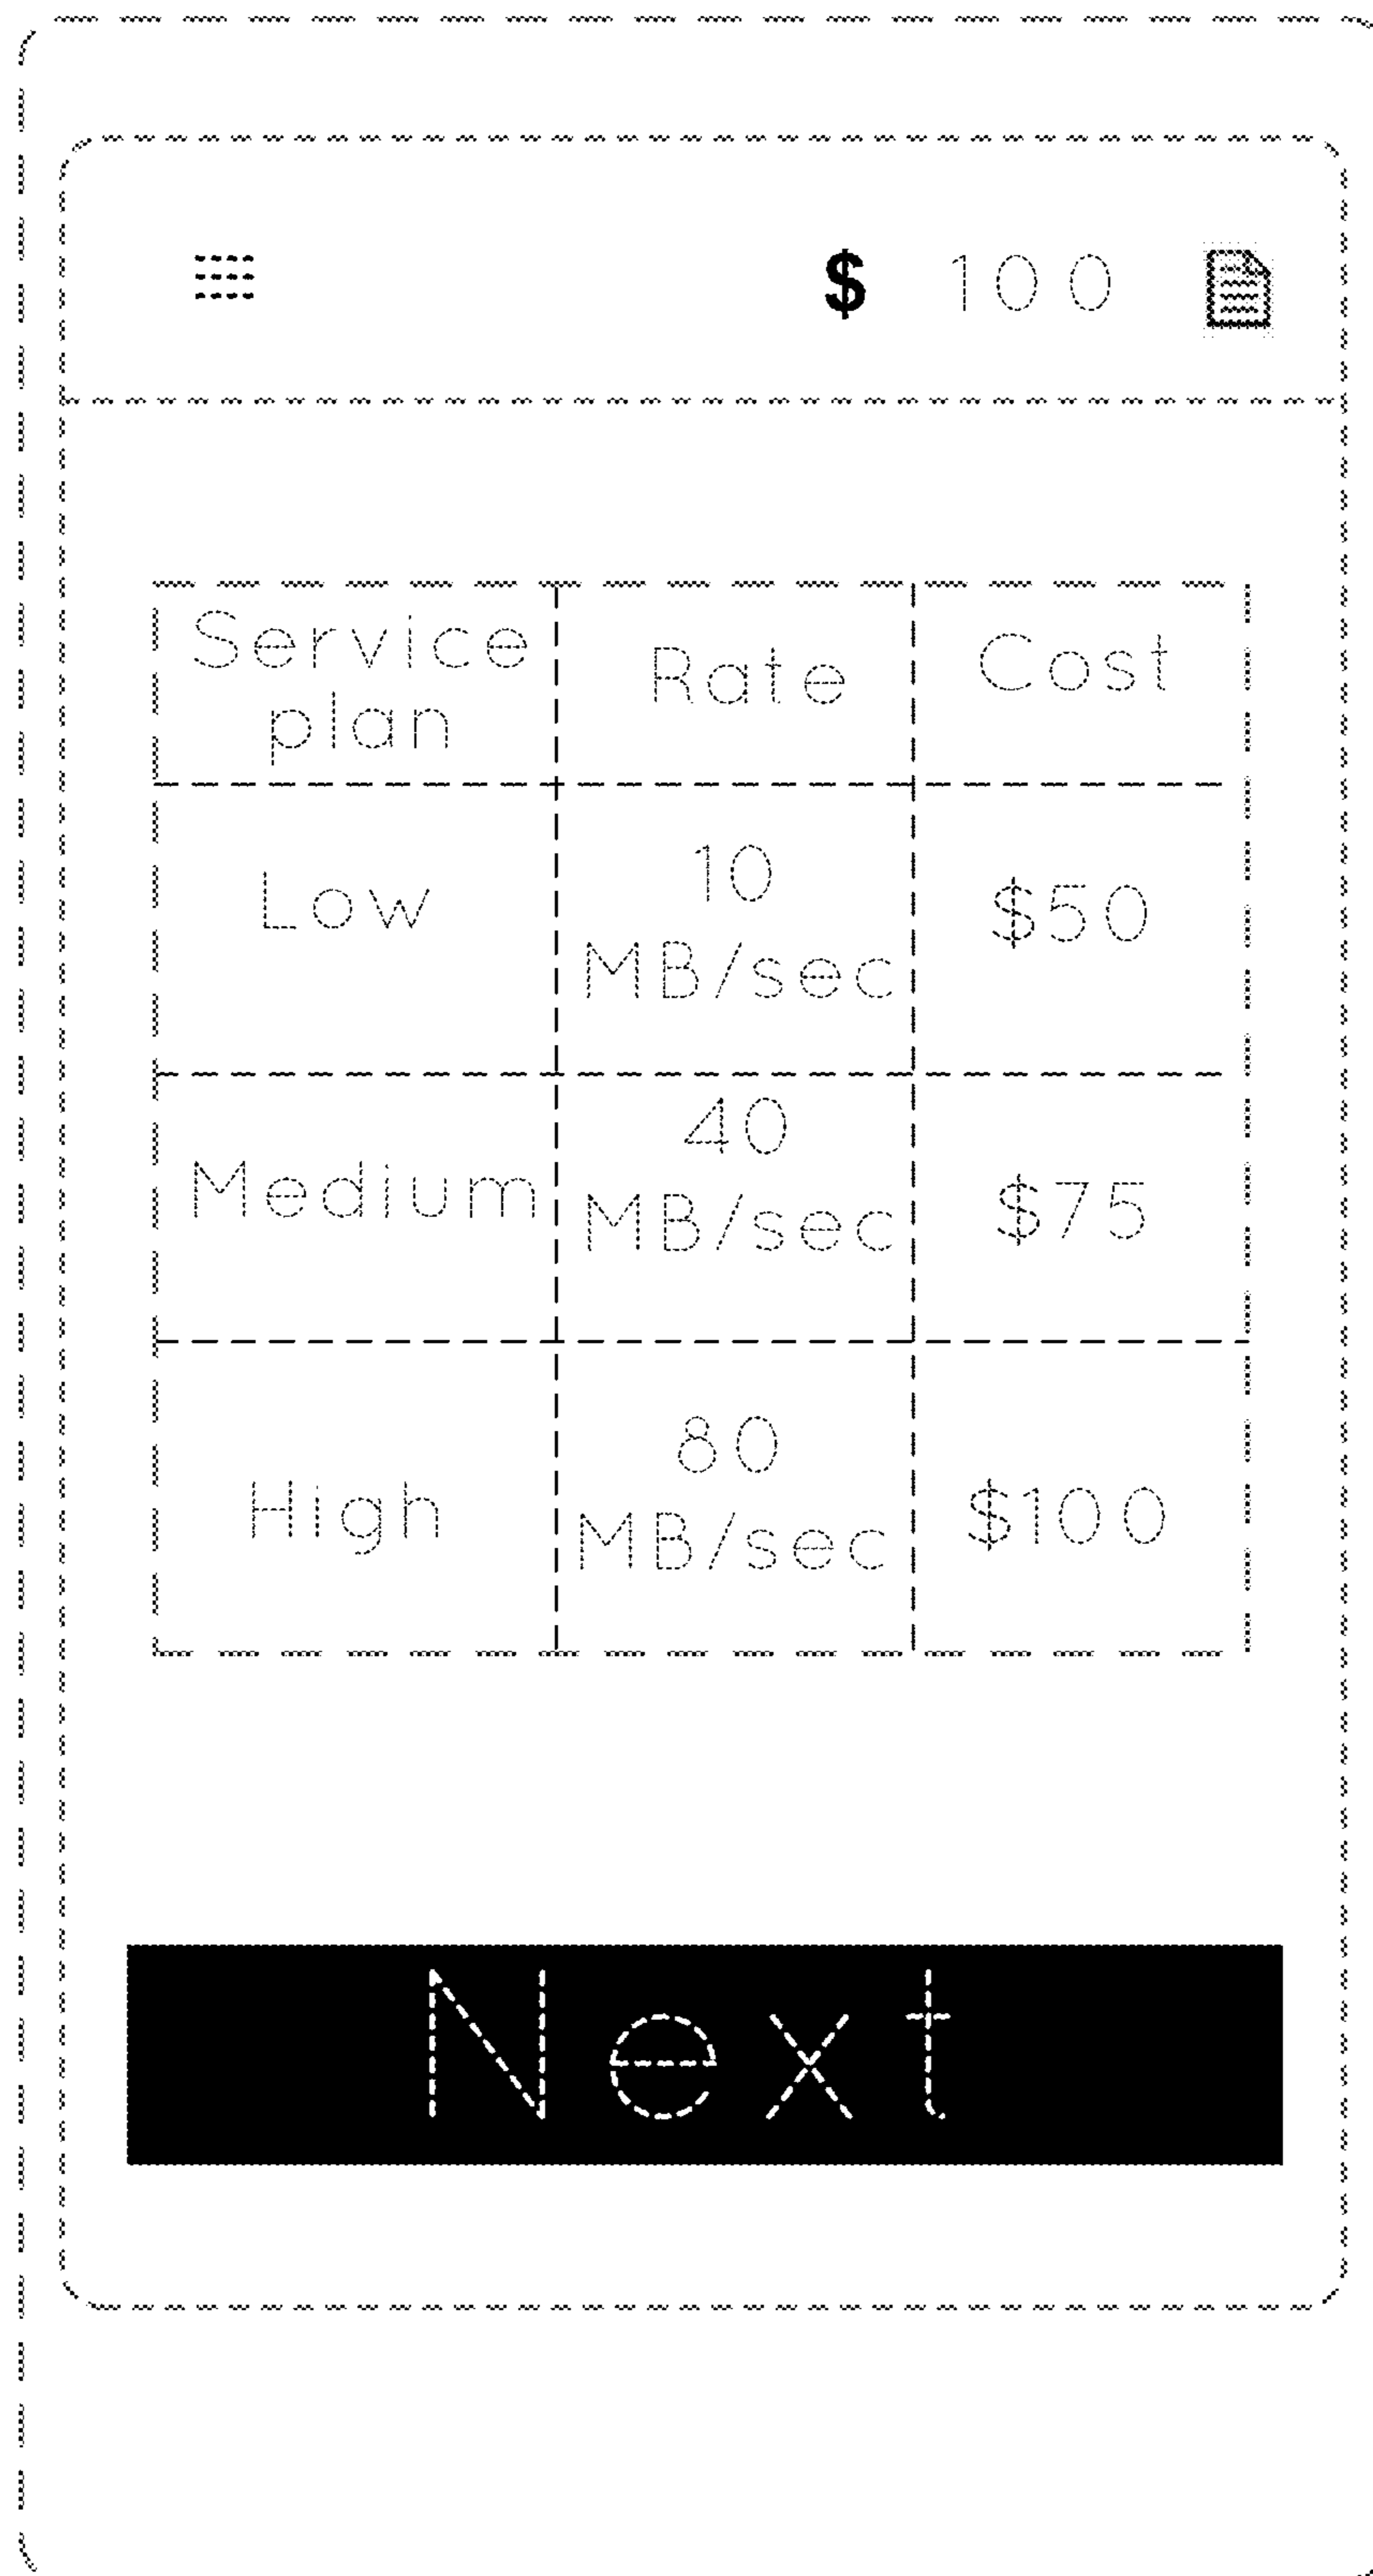 $ 100
Service
plan
Rate
Cost
Low
10
MB/sec
$50
Medium
40
MB/sec
$75
High
80
MB/sec
$100
Next